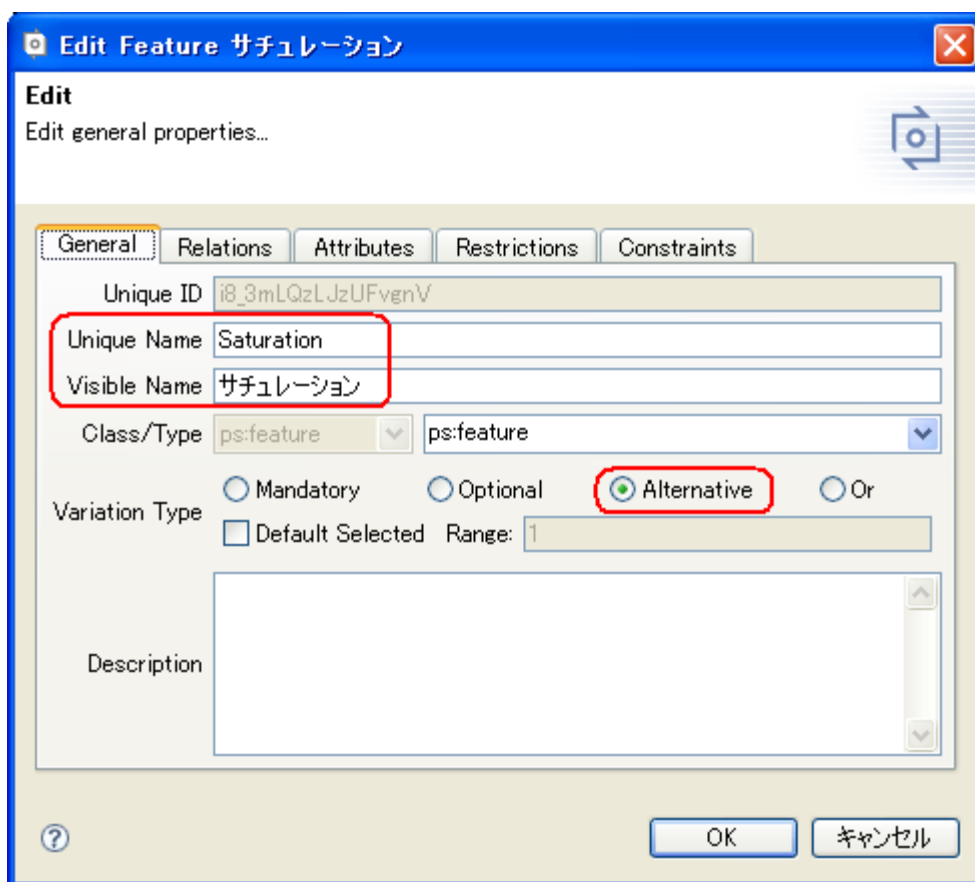 Edit Feature サチュレーション
Edit
Edit general properties...
General Relations Attributes Restrictions Constraints
Unique ID i8_3mLQzLJzUFvgnV
Unique Name Saturation
Visible Name サチュレーション
Class/Type ps:feature ps:feature
Variation Type Mandatory Optional Alternative Or
Default Selected Range: 1
Description
OK キャンセル